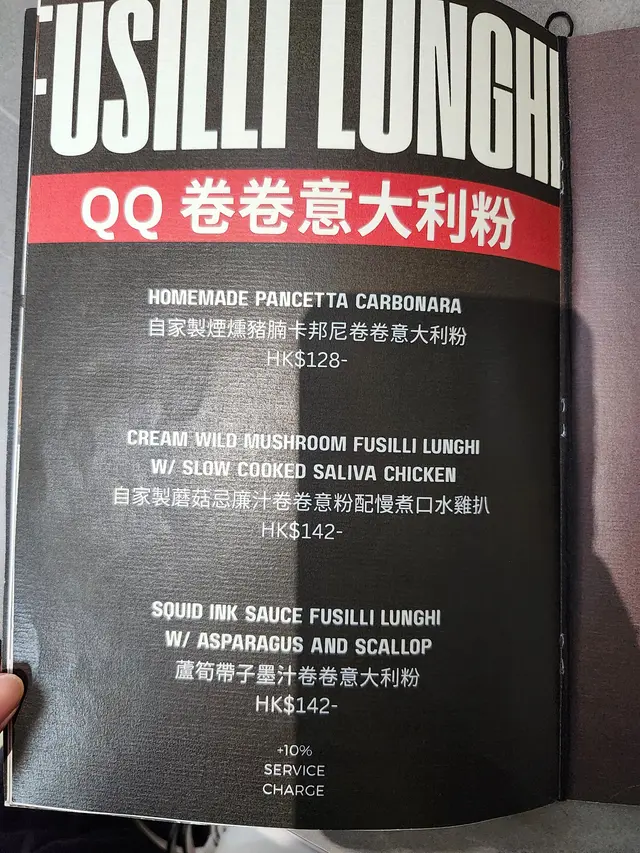 FUSILLI LUNGHI
QQ 卷卷意大利粉
HOMEMADE PANCETTA CARBONARA
自家製煙燻豬腩卡邦尼卷卷意大利粉
HK$128-
CREAM WILD MUSHROOM FUSILLI LUNGHI
W/ SLOW COOKED SALIVA CHICKEN
自家製蘑菇忌廉汁卷卷意粉配慢煮口水雞扒
HK$142-
SQUID INK SAUCE FUSILLI LUNGHI
W/ ASPARAGUS AND SCALLOP
蘆筍帶子墨汁卷卷意大利粉
HK$142-
+10%
SERVICE
CHARGE